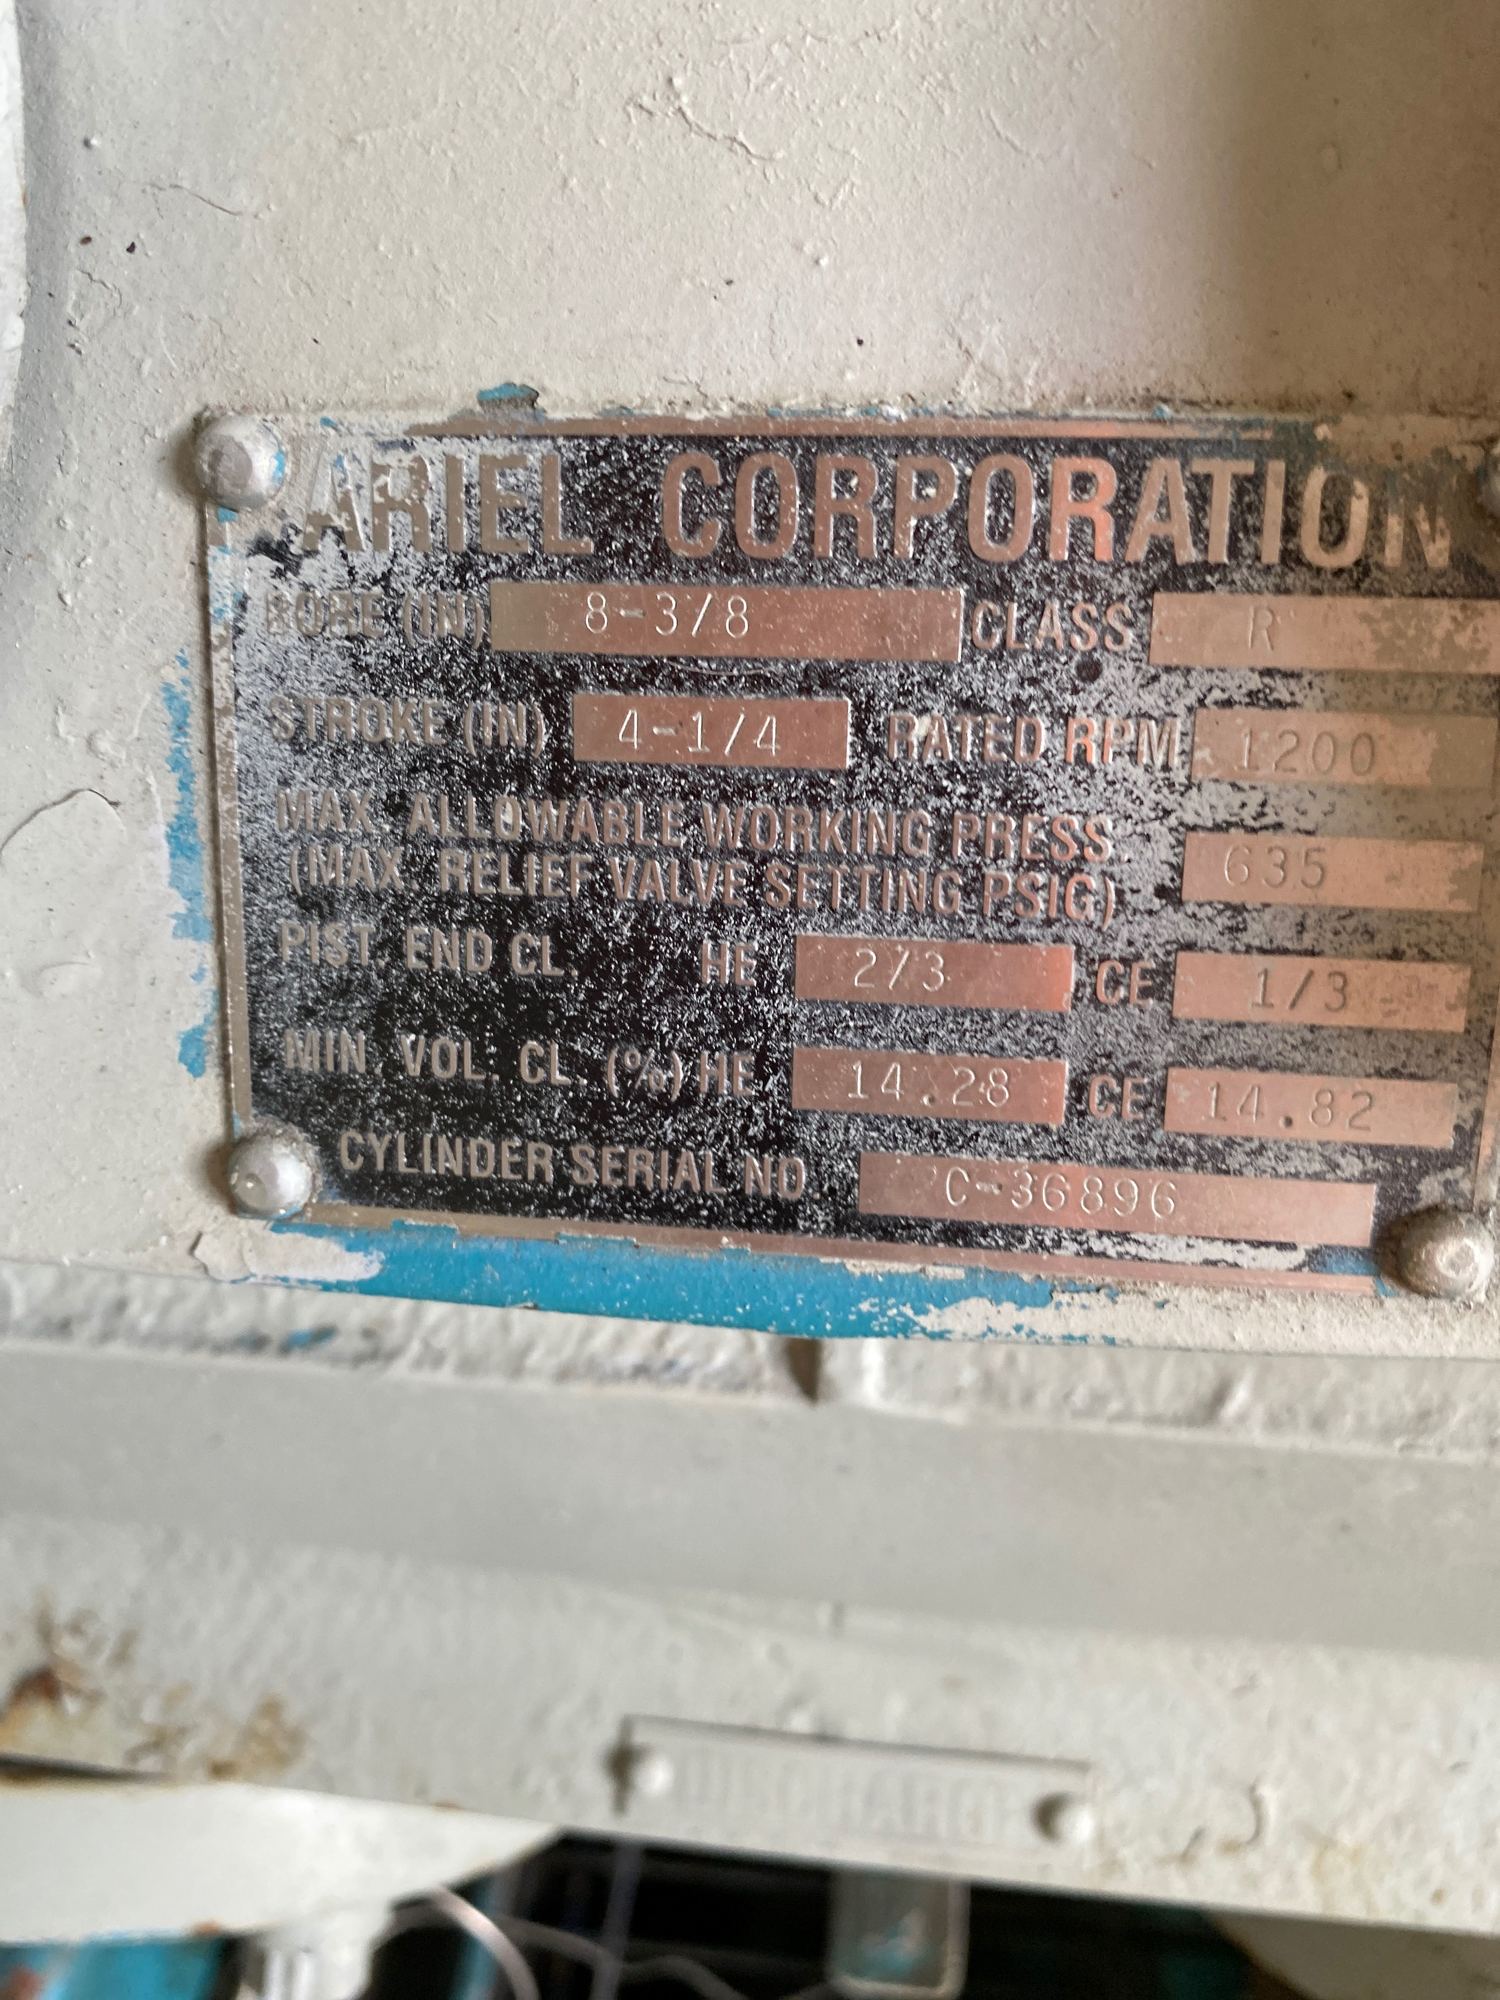 ARIEL CORPORATION
BORE (IN) 8-3/8 CLASS R
STROKE (IN) 4-1/4 RATED RPM 1200
MAX. ALLOWABLE WORKING PRESS.
(MAX. RELIEF VALVE SETTING PSIG) 635
PIST. END CL. HE 2/3 CE 1/3
MIN. VOL. CL. (%) HE 14.28 CE 14.82
CYLINDER SERIAL NO. C-36896
DISCHARGE